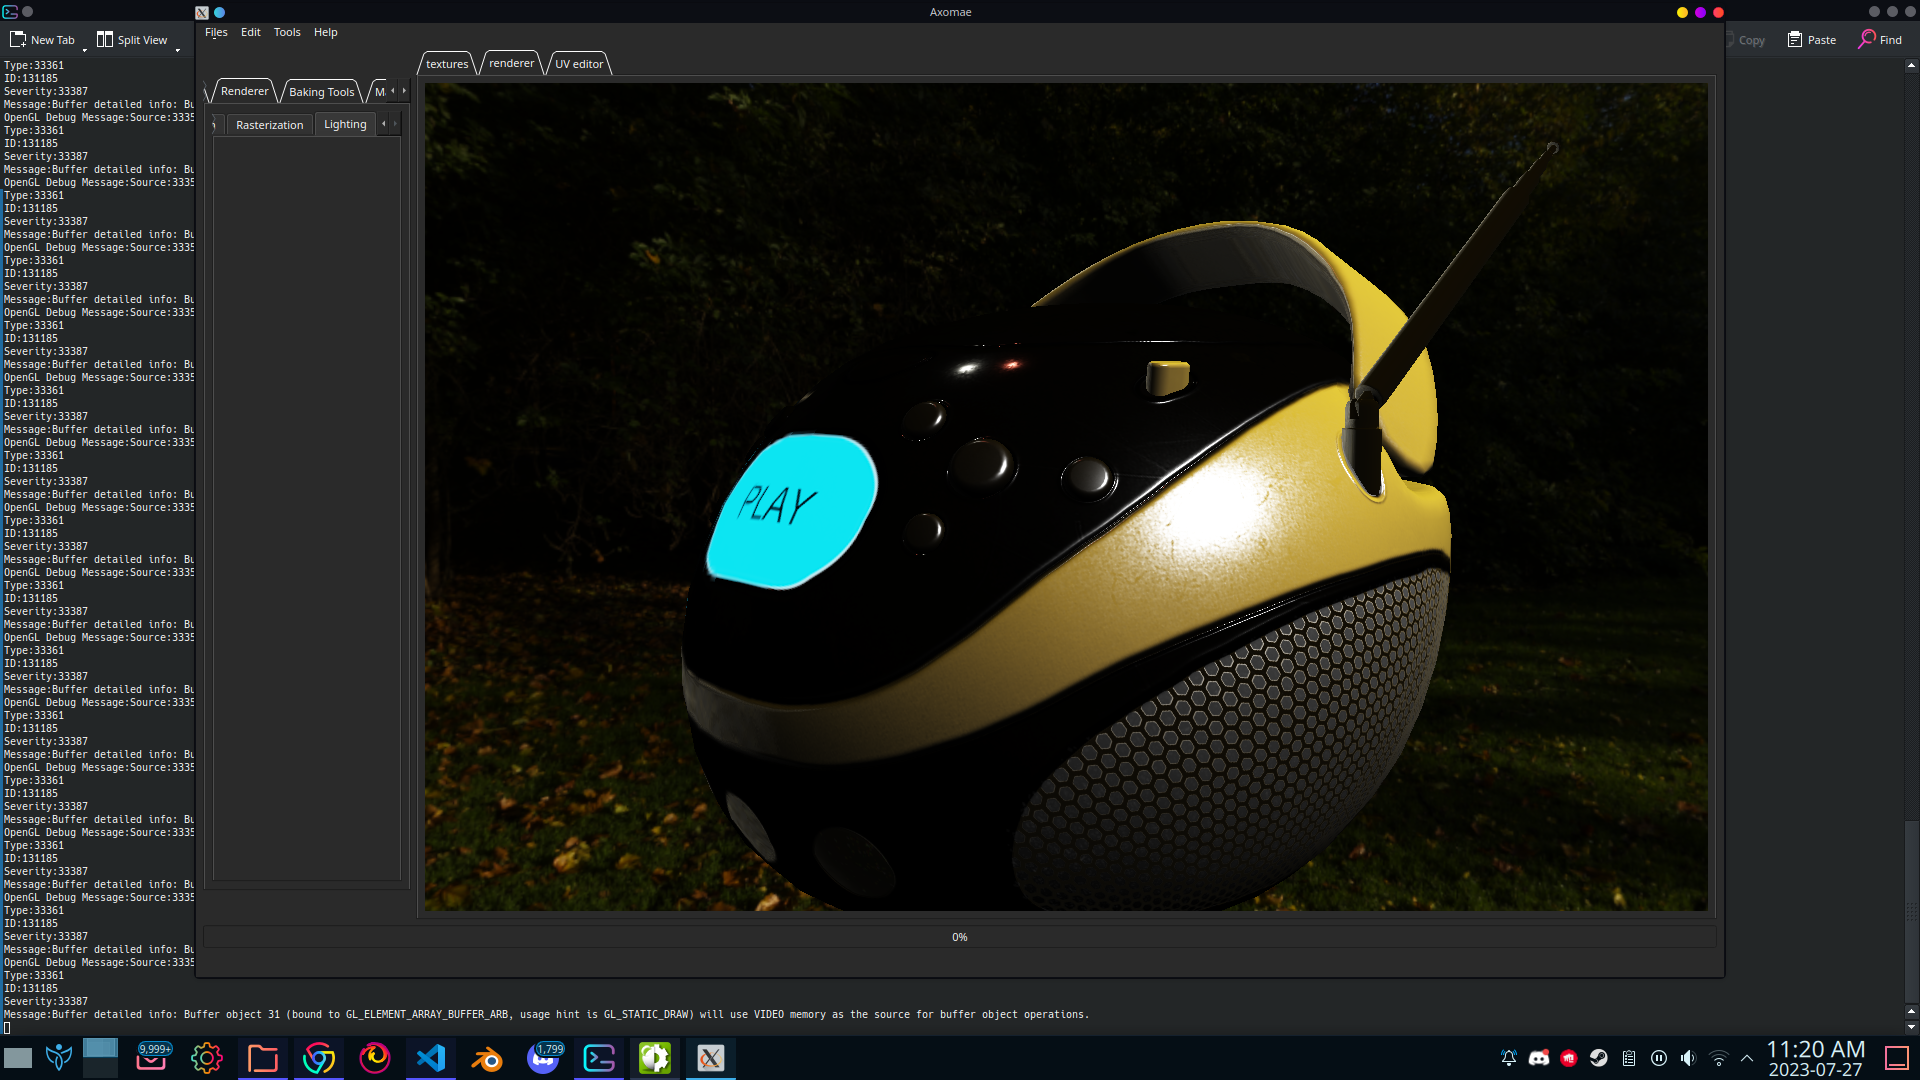 Axomae
New Tab
Split View
Copy
Paste
Find
Files Edit Tools Help
textures renderer UV editor
Renderer Baking Tools
Rasterization Lighting
PLAY
0%
Type:33361
ID:131185
Severity:33387
Message:Buffer detailed info: Bu
OpenGL Debug Message:Source:3335
Type:33361
ID:131185
Severity:33387
Message:Buffer detailed info: Bu
OpenGL Debug Message:Source:3335
Type:33361
ID:131185
Severity:33387
Message:Buffer detailed info: Bu
OpenGL Debug Message:Source:3335
Type:33361
ID:131185
Severity:33387
Message:Buffer detailed info: Bu
OpenGL Debug Message:Source:3335
Type:33361
ID:131185
Severity:33387
Message:Buffer detailed info: Bu
OpenGL Debug Message:Source:3335
Type:33361
ID:131185
Severity:33387
Message:Buffer detailed info: Bu
OpenGL Debug Message:Source:3335
Type:33361
ID:131185
Severity:33387
Message:Buffer detailed info: Bu
OpenGL Debug Message:Source:3335
Type:33361
ID:131185
Severity:33387
Message:Buffer detailed info: Bu
OpenGL Debug Message:Source:3335
Type:33361
ID:131185
Severity:33387
Message:Buffer detailed info: Bu
OpenGL Debug Message:Source:3335
Type:33361
ID:131185
Severity:33387
Message:Buffer detailed info: Bu
OpenGL Debug Message:Source:3335
Type:33361
ID:131185
Severity:33387
Message:Buffer detailed info: Bu
OpenGL Debug Message:Source:3335
Type:33361
ID:131185
Severity:33387
Message:Buffer detailed info: Bu
OpenGL Debug Message:Source:3335
Type:33361
ID:131185
Severity:33387
Message:Buffer detailed info: Bu
OpenGL Debug Message:Source:3335
Type:33361
ID:131185
Severity:33387
Message:Buffer detailed info: Bu
OpenGL Debug Message:Source:3335
Type:33361
ID:131185
Severity:33387
Message:Buffer detailed info: Buffer object 31 (bound to GL_ELEMENT_ARRAY_BUFFER_ARB, usage hint is GL_STATIC_DRAW) will use VIDEO memory as the source for buffer object operations.
9,999+
1,799
11:20 AM
2023-07-27